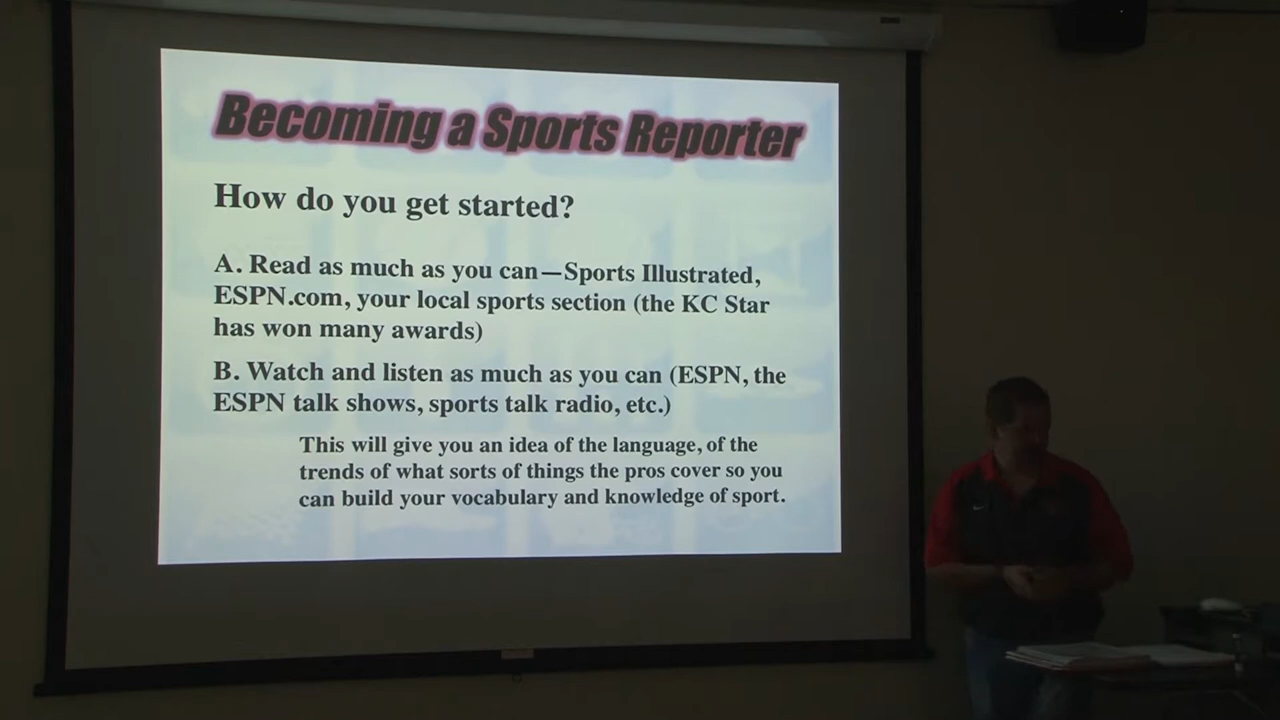 Becoming a Sports Reporter
How do you get started?
A. Read as much as you can—Sports Illustrated,
ESPN.com, your local sports section (the KC Star
has won many awards)
B. Watch and listen as much as you can (ESPN, the
ESPN talk shows, sports talk radio, etc.)
This will give you an idea of the language, of the
trends of what sorts of things the pros cover so you
can build your vocabulary and knowledge of sport.